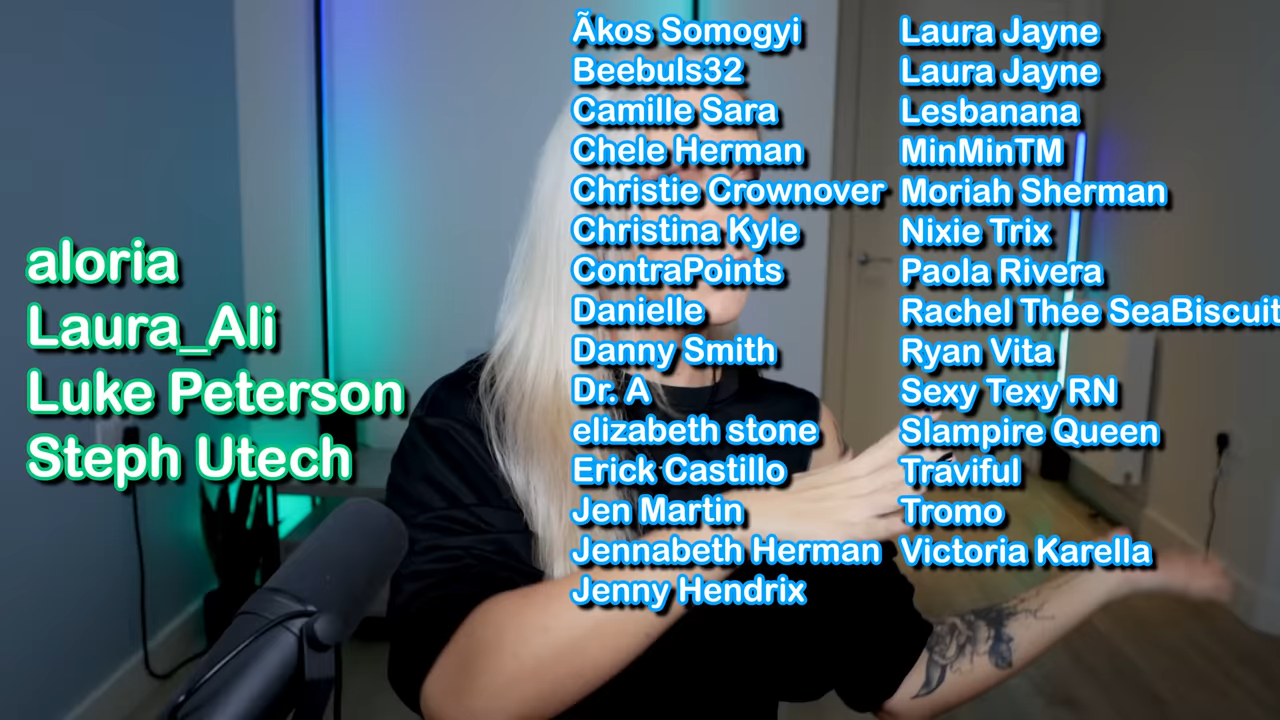 aloria
Laura_Ali
Luke Peterson
Steph Utech
Ãkos Somogyi
Beebuls32
Camille Sara
Chele Herman
Christie Crownover
Christina Kyle
ContraPoints
Danielle
Danny Smith
Dr. A
elizabeth stone
Erick Castillo
Jen Martin
Jennabeth Herman
Jenny Hendrix
Laura Jayne
Laura Jayne
Lesbanana
MinMinTM
Moriah Sherman
Nixie Trix
Paola Rivera
Rachel Thee SeaBiscuit
Ryan Vita
Sexy Texy RN
Slampire Queen
Traviful
Tromo
Victoria Karella